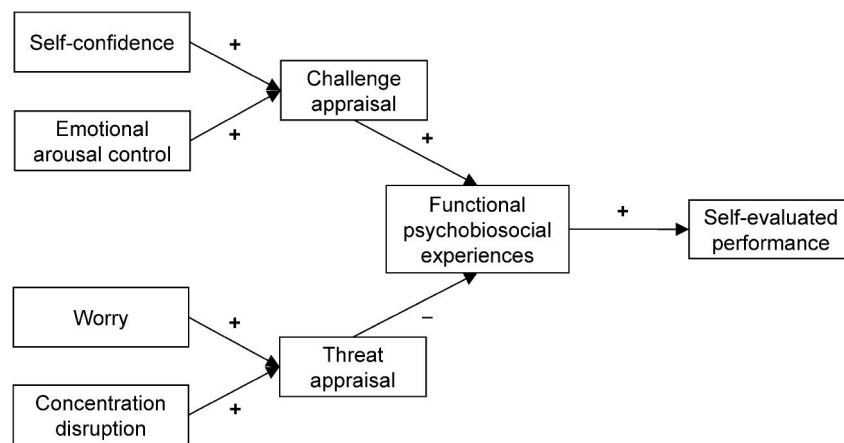 Self-confidence
+
Challenge
appraisal
Emotional
arousal control
+
+
Functional
psychobiosocial
experiences
+
Self-evaluated
performance
Worry
+
–
Threat
appraisal
Concentration
disruption
+